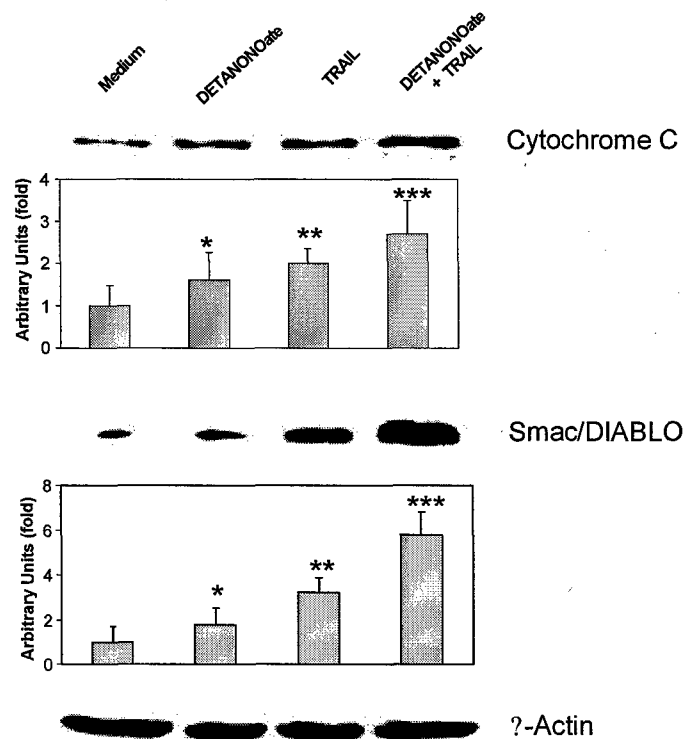 Medium
DETANONOate
TRAIL
DETANONOate
+ TRAIL
Cytochrome C
Arbitrary Units (fold)
4
3
2
1
0
*
**
***
Smac/DIABLO
Arbitrary Units (fold)
8
6
4
2
0
*
**
***
?-Actin